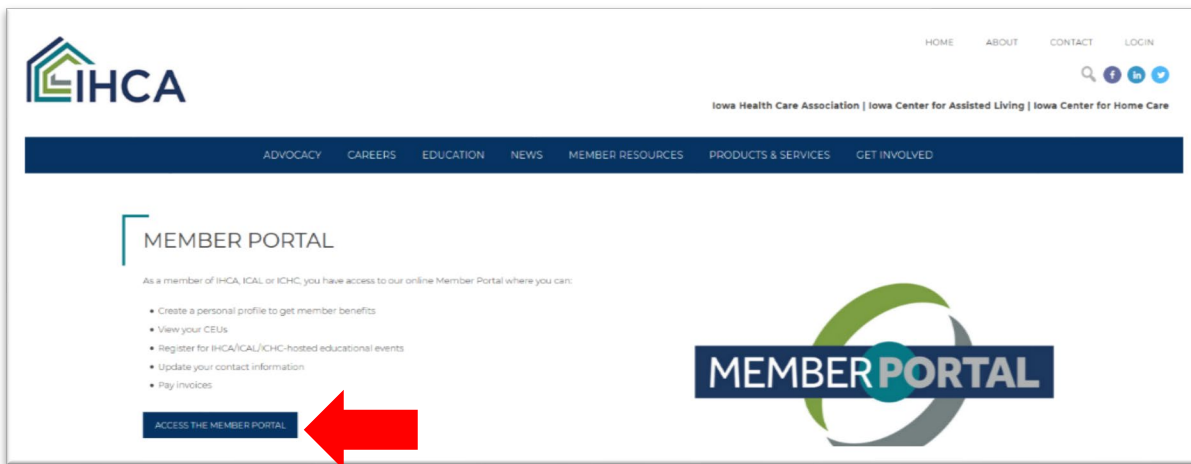 IHCA
HOME ABOUT CONTACT LOGIN
Iowa Health Care Association | Iowa Center for Assisted Living | Iowa Center for Home Care
ADVOCACY CAREERS EDUCATION NEWS MEMBER RESOURCES PRODUCTS & SERVICES GET INVOLVED
MEMBER PORTAL
As a member of IHCA, ICAL or ICHC, you have access to our online Member Portal where you can:
• Create a personal profile to get member benefits
• View your CEUs
• Register for IHCA/ICAL/ICHC-hosted educational events
• Update your contact information
• Pay invoices
ACCESS THE MEMBER PORTAL
MEMBER PORTAL